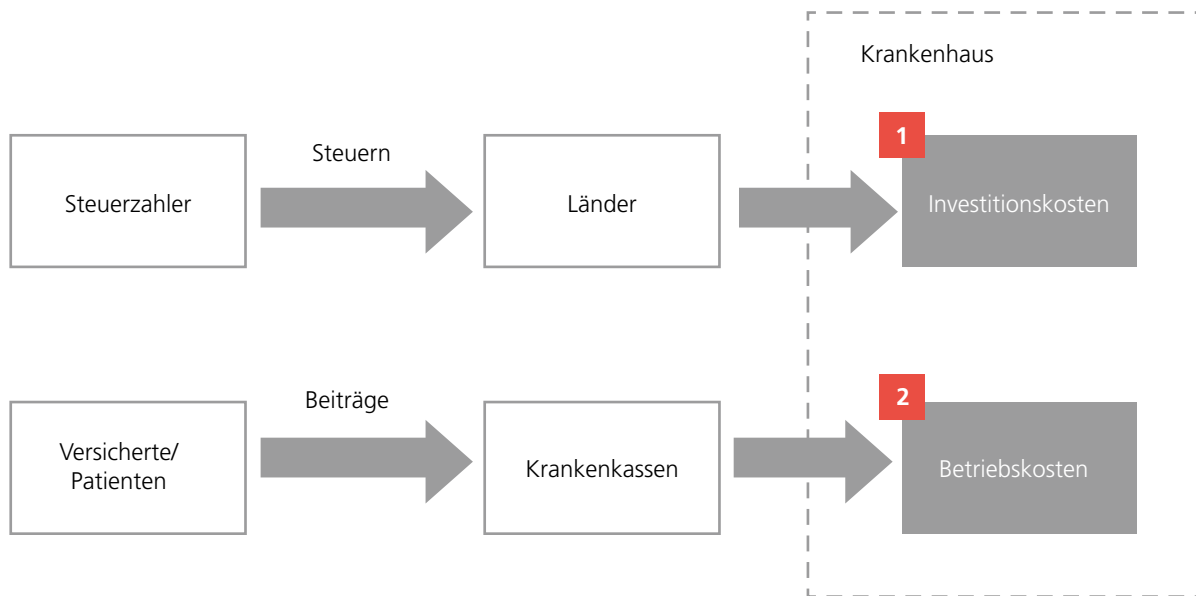 Krankenhaus
Steuerzahler
Steuern
Länder
1
Investitionskosten
Versicherte/
Patienten
Beiträge
Krankenkassen
2
Betriebskosten